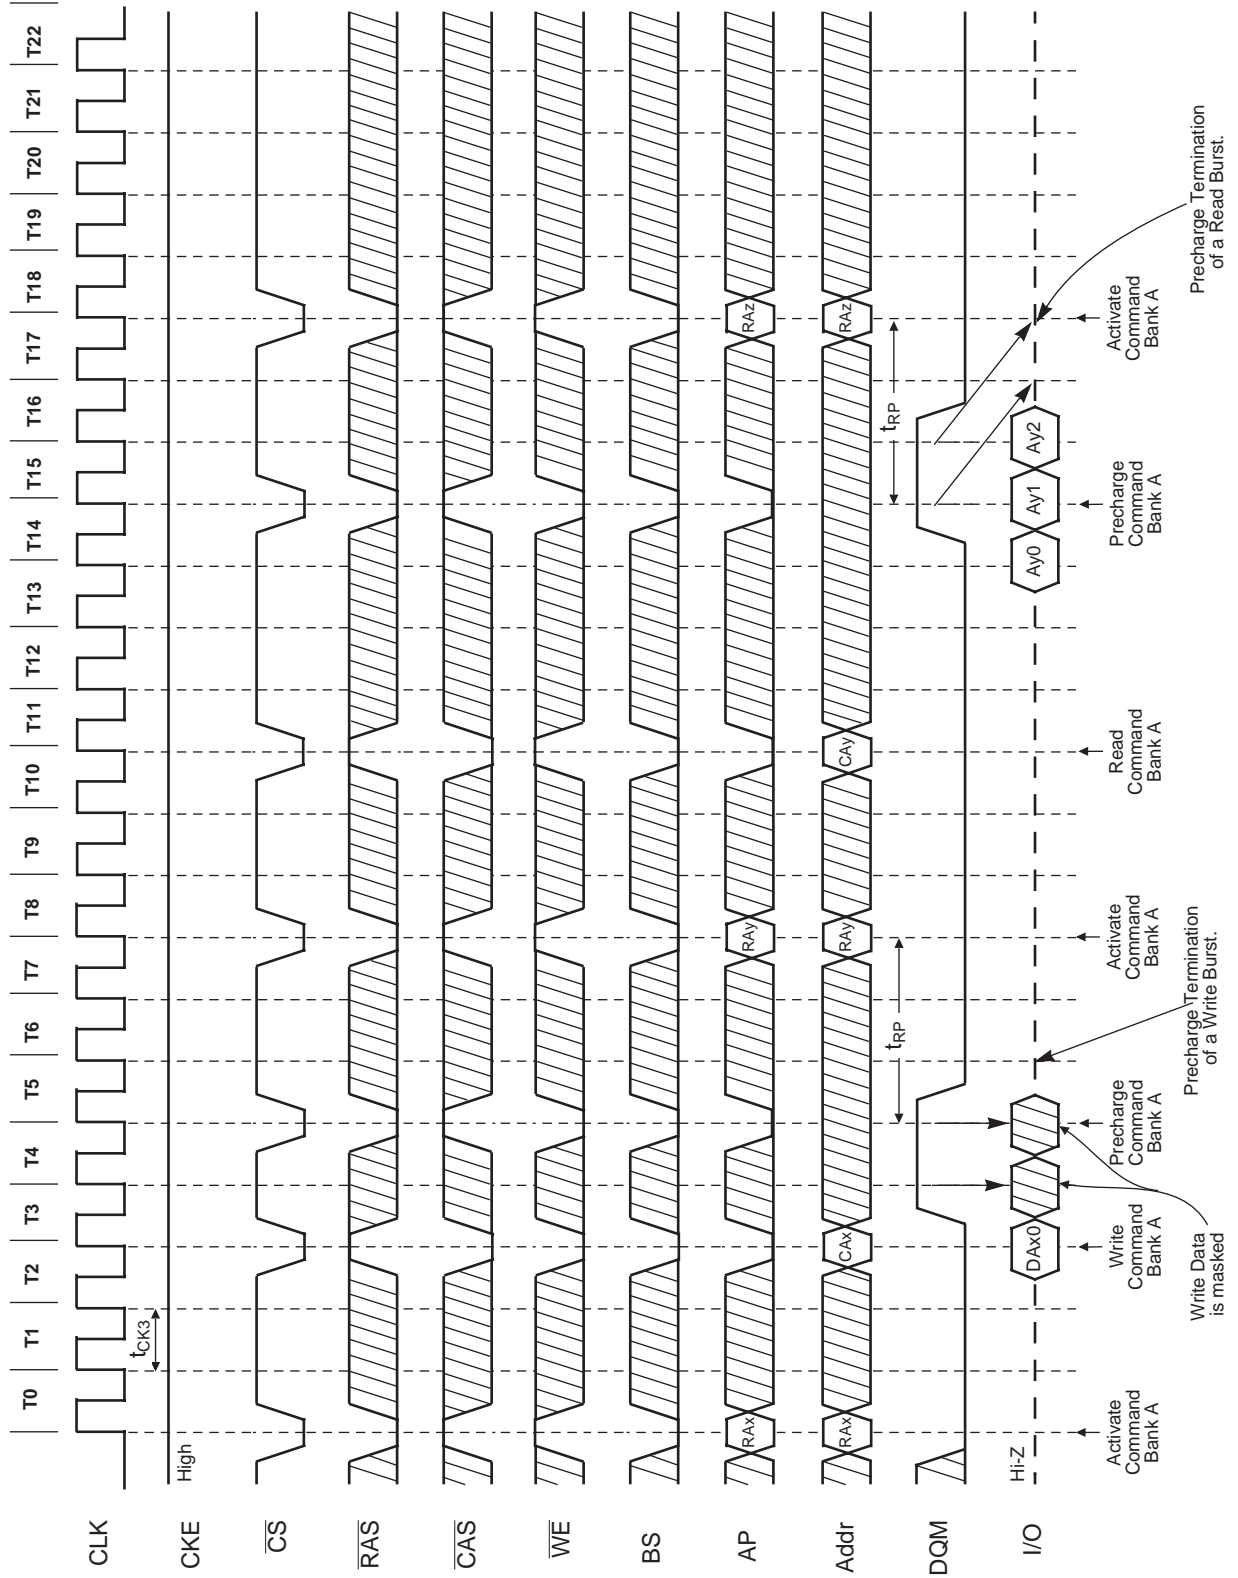 T0 T1 T2 T3 T4 T5 T6 T7 T8 T9 T10 T11 T12 T13 T14 T15 T16 T17 T18 T19 T20 T21 T22
CLK
tCK3
CKE
High
CS
RAS
CAS
WE
BS
AP
RAx RAy RAz
Addr
RAx CAx RAy CAy RAz
tRP tRP
DQM
I/O
Hi-Z
DAx0 Ay0 Ay1 Ay2
Activate
Command
Bank A
Write
Command
Bank A
Precharge
Command
Bank A
Activate
Command
Bank A
Read
Command
Bank A
Precharge
Command
Bank A
Activate
Command
Bank A
Write Data
is masked
Precharge Termination
of a Write Burst.
Precharge Termination
of a Read Burst.